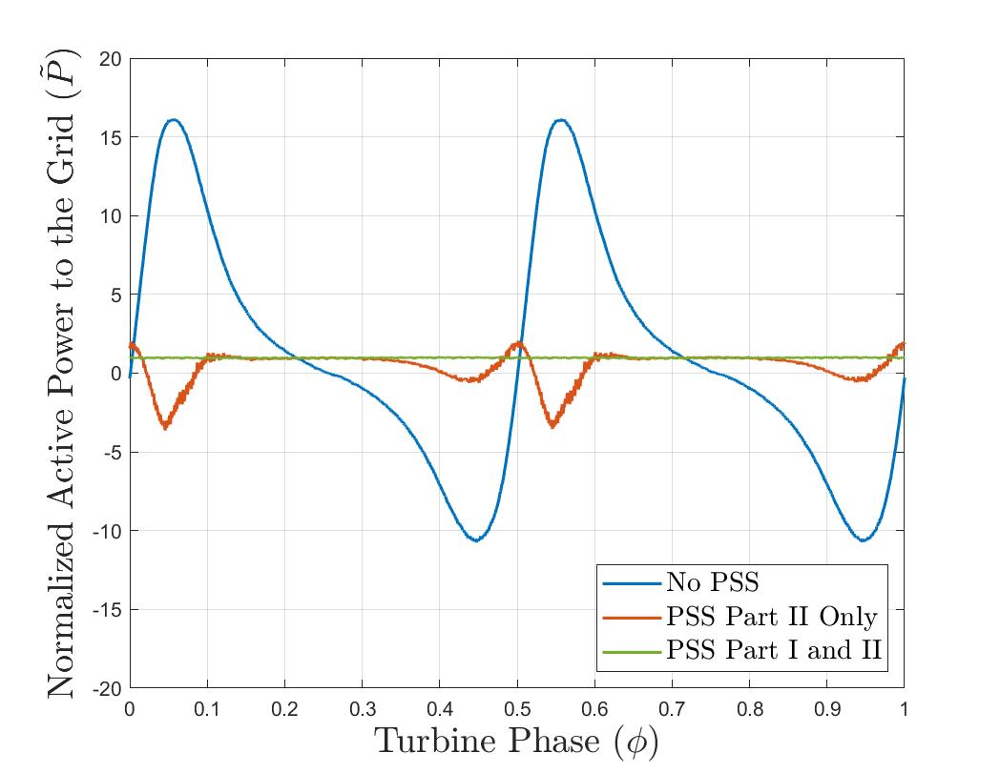 Normalized Active Power to the Grid (P̃)
20
15
10
5
0
-5
-10
-15
-20
No PSS
PSS Part II Only
PSS Part I and II
0 0.1 0.2 0.3 0.4 0.5 0.6 0.7 0.8 0.9 1
Turbine Phase (ϕ)